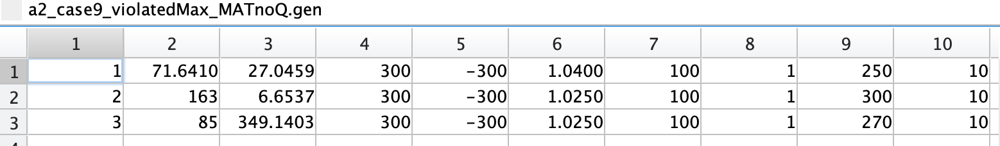 a2_case9_violatedMax_MATnoQ.gen
1 2 3 4 5 6 7 8 9 10
1 1 71.6410 27.0459 300 -300 1.0400 100 1 250 10
2 2 163 6.6537 300 -300 1.0250 100 1 300 10
3 3 85 349.1403 300 -300 1.0250 100 1 270 10